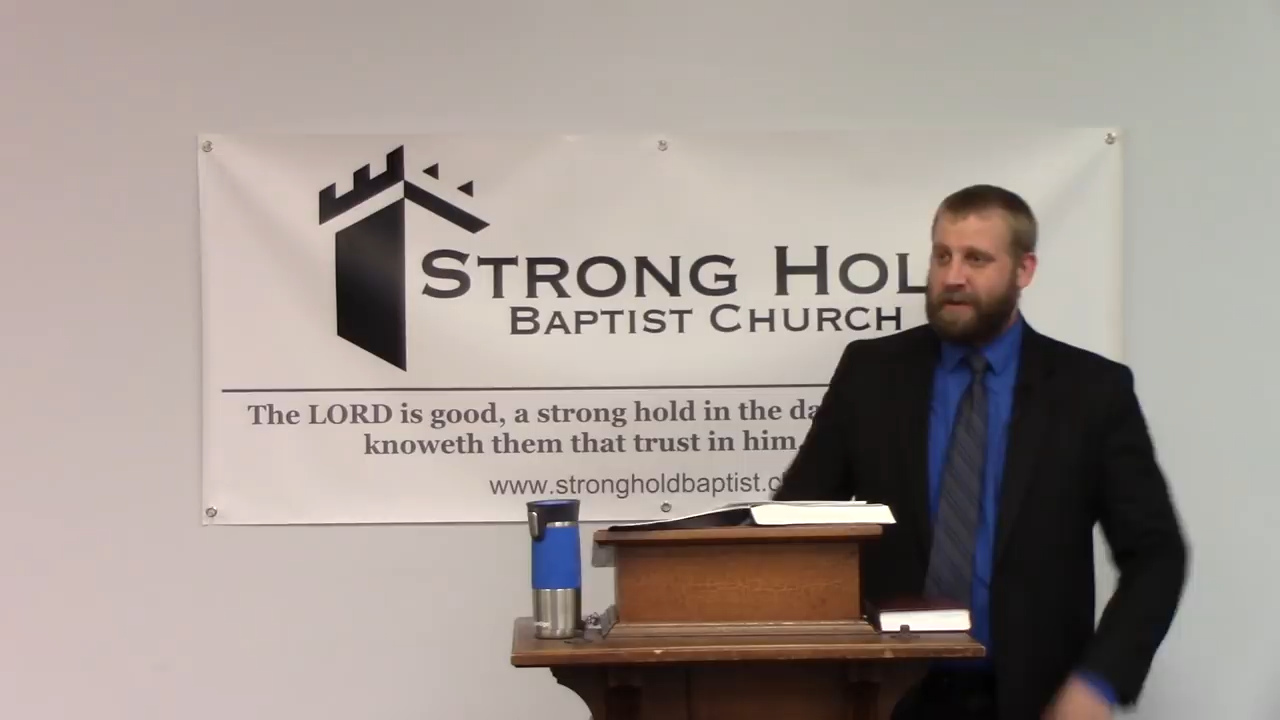 STRONG HOL
BAPTIST CHURCH
The LORD is good, a strong hold in the da
knoweth them that trust in him.
www.strongholdbaptist.c